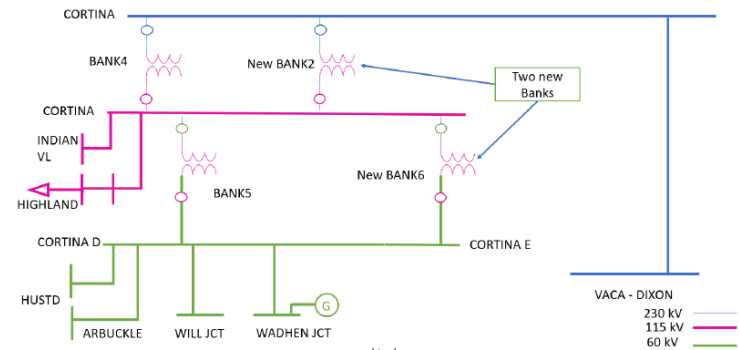 CORTINA
BANK4
New BANK2
Two new
Banks
CORTINA
INDIAN
VL
New BANK6
BANK5
HIGHLAND
CORTINA D
CORTINA E
HUSTD
G
VACA - DIXON
ARBUCKLE
WILL JCT
WADHEN JCT
230 kV
115 kV
60 kV